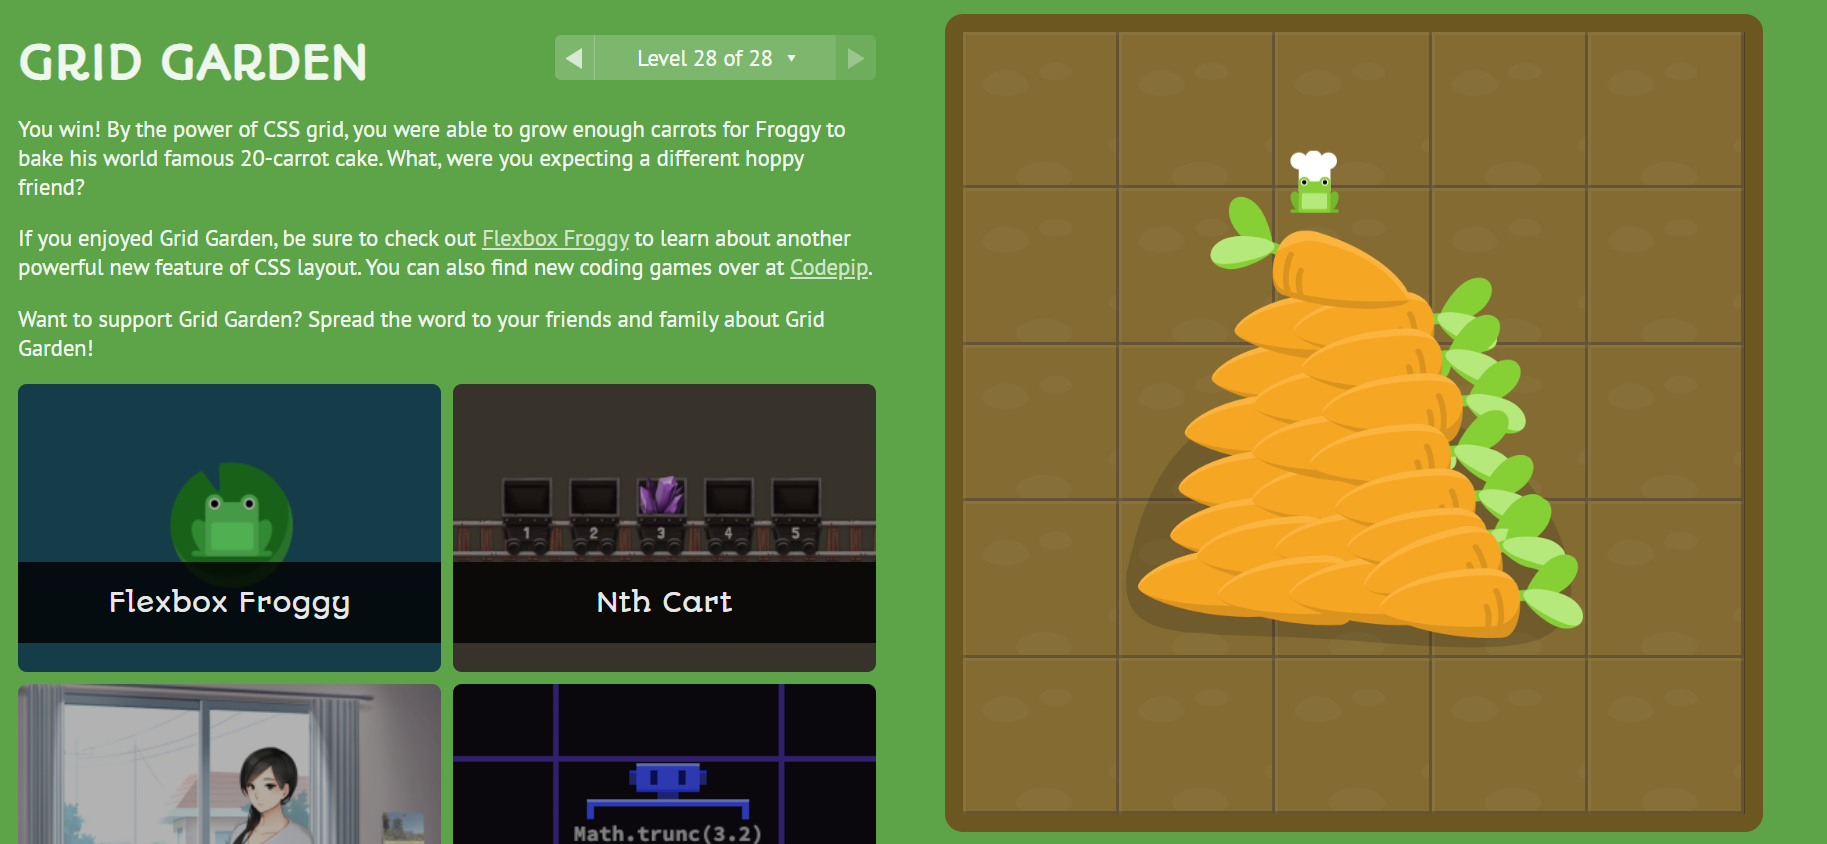 GRID GARDEN
Level 28 of 28
You win! By the power of CSS grid, you were able to grow enough carrots for Froggy to
bake his world famous 20-carrot cake. What, were you expecting a different hoppy
friend?
If you enjoyed Grid Garden, be sure to check out Flexbox Froggy to learn about another
powerful new feature of CSS layout. You can also find new coding games over at Codepip.
Want to support Grid Garden? Spread the word to your friends and family about Grid
Garden!
1 2 3 4 5
Flexbox Froggy
Nth Cart
Math.trunc(3.2)